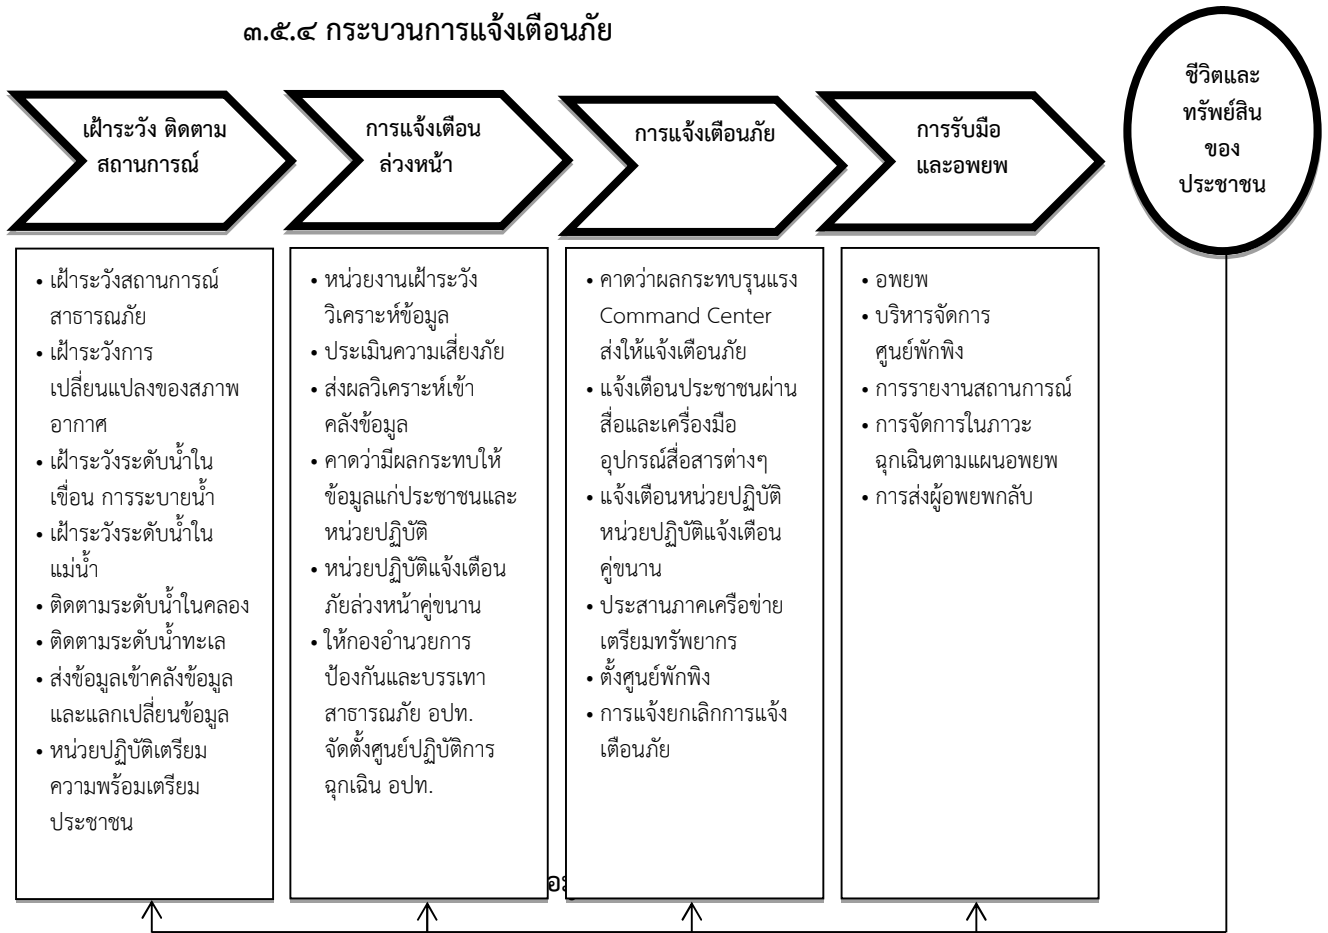 ๓.๕.๔ กระบวนการแจ้งเตือนภัย
เฝ้าระวัง ติดตาม
สถานการณ์
การแจ้งเตือน
ล่วงหน้า
การแจ้งเตือนภัย
การรับมือ
และอพยพ
ชีวิตและ
ทรัพย์สิน
ของ
ประชาชน
• เฝ้าระวังสถานการณ์
สาธารณภัย
• เฝ้าระวังการ
เปลี่ยนแปลงของสภาพ
อากาศ
• เฝ้าระวังระดับน้ำใน
เขื่อน การระบายน้ำ
• เฝ้าระวังระดับน้ำใน
แม่น้ำ
• ติดตามระดับน้ำในคลอง
• ติดตามระดับน้ำทะเล
• ส่งข้อมูลเข้าคลังข้อมูล
และแลกเปลี่ยนข้อมูล
• หน่วยปฏิบัติเตรียม
ความพร้อมเตรียม
ประชาชน
• หน่วยงานเฝ้าระวัง
วิเคราะห์ข้อมูล
• ประเมินความเสี่ยงภัย
• ส่งผลวิเคราะห์เข้า
คลังข้อมูล
• คาดว่ามีผลกระทบให้
ข้อมูลแก่ประชาชนและ
หน่วยปฏิบัติ
• หน่วยปฏิบัติแจ้งเตือน
ภัยล่วงหน้าคู่ขนาน
• ให้กองอำนวยการ
ป้องกันและบรรเทา
สาธารณภัย อปท.
จัดตั้งศูนย์ปฏิบัติการ
ฉุกเฉิน อปท.
• คาดว่าผลกระทบรุนแรง
Command Center
ส่งให้แจ้งเตือนภัย
• แจ้งเตือนประชาชนผ่าน
สื่อและเครื่องมือ
อุปกรณ์สื่อสารต่างๆ
• แจ้งเตือนหน่วยปฏิบัติ
หน่วยปฏิบัติแจ้งเตือน
คู่ขนาน
• ประสานภาคเครือข่าย
เตรียมทรัพยากร
• ตั้งศูนย์พักพิง
• การแจ้งยกเลิกการแจ้ง
เตือนภัย
• อพยพ
• บริหารจัดการ
ศูนย์พักพิง
• การรายงานสถานการณ์
• การจัดการในภาวะ
ฉุกเฉินตามแผนอพยพ
• การส่งผู้อพยพกลับ